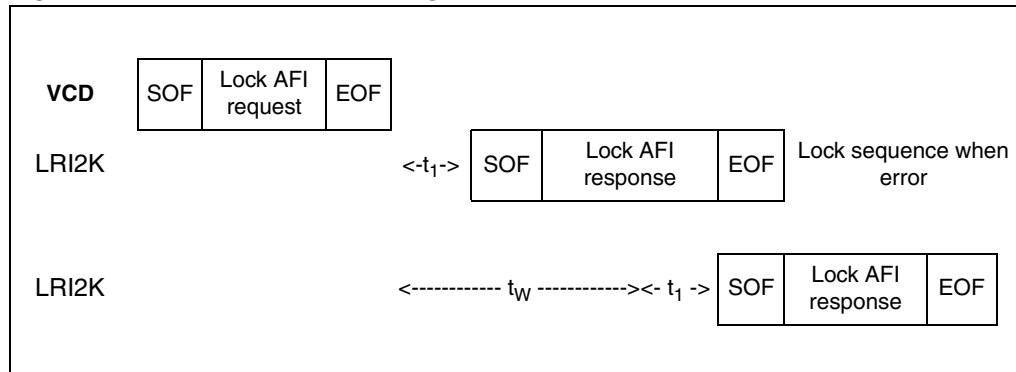 VCD SOF Lock AFI request EOF
LRI2K <-t1-> SOF Lock AFI response EOF Lock sequence when error
LRI2K <------------ tW ------------><- t1 -> SOF Lock AFI response EOF